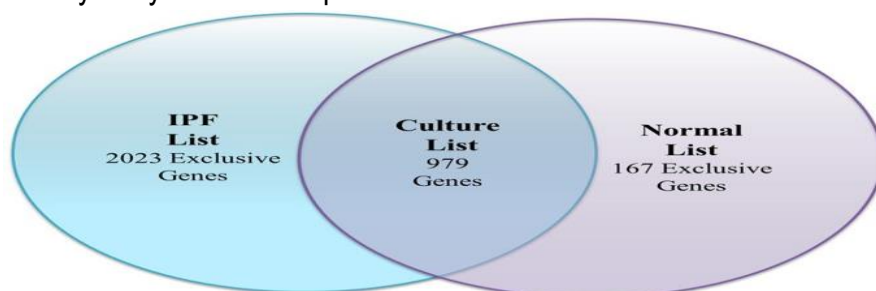 IPF
List
2023 Exclusive
Genes
Culture
List
979
Genes
Normal
List
167 Exclusive
Genes